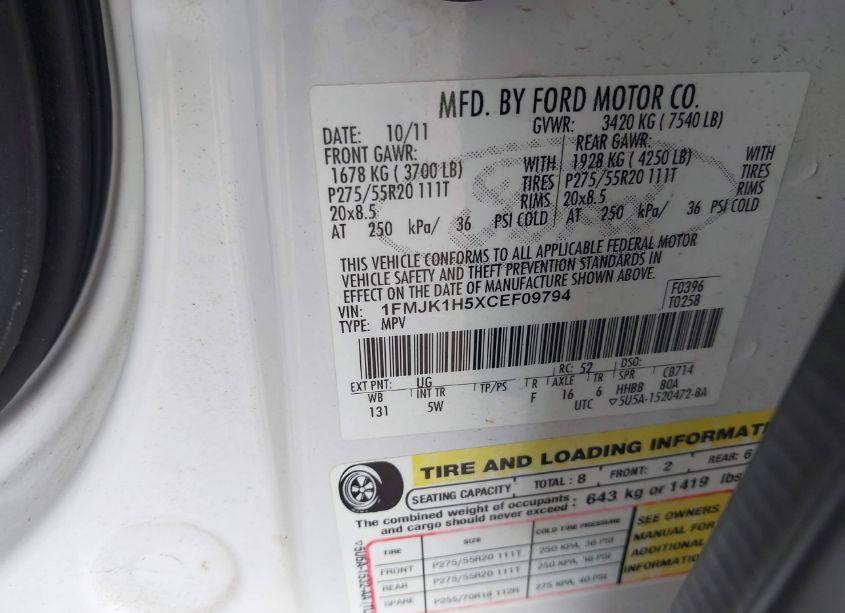 MFD. BY FORD MOTOR CO.
DATE: 10/11 GVWR: 3420 KG ( 7540 LB)
FRONT GAWR: REAR GAWR:
1678 KG ( 3700 LB) WITH 1928 KG ( 4250 LB) WITH
P275/55R20 111T TIRES P275/55R20 111T TIRES
20x8.5 RIMS 20x8.5 RIMS
AT 250 kPa/ 36 PSI COLD AT 250 kPa/ 36 PSI COLD
THIS VEHICLE CONFORMS TO ALL APPLICABLE FEDERAL MOTOR
VEHICLE SAFETY AND THEFT PREVENTION STANDARDS IN
EFFECT ON THE DATE OF MANUFACTURE SHOWN ABOVE.
VIN: 1FMJK1H5XCEF09794 F0396
TYPE: MPV T0258
EXT PNT: UG RC: 52 DSO:
WB INT TR TP/PS R AXLE TR SPR CB714
131 5W F 16 6 HHBB BOA
UTC ▽5U5A-1520472-BA
TIRE AND LOADING INFORMATI
SEATING CAPACITY TOTAL : 8 FRONT: 2 REAR: 6
The combined weight of occupants : 643 kg or 1419 lbs
and cargo should never exceed
TIRE SIZE COLD TIRE PRESSURE
FRONT P275/55R20 111T 250 KPA, 36 PSI
REAR P275/55R20 111T 250 KPA, 36 PSI
SPARE P255/70R18 112H 275 KPA, 40 PSI
SEE OWNERS
MANUAL FOR
ADDITIONAL
INFORMATION